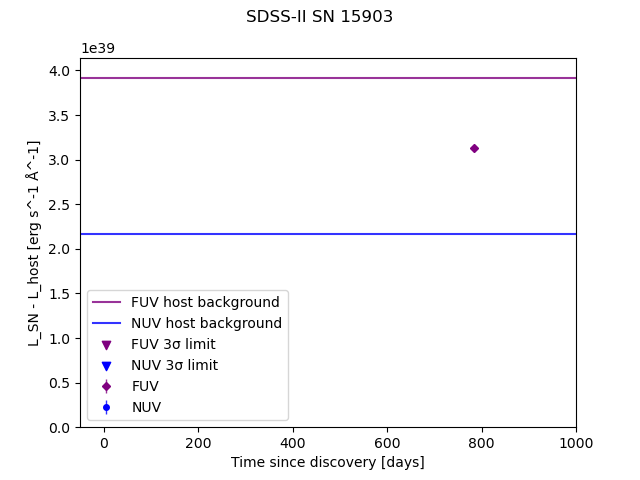 SDSS-II SN 15903
1e39
4.0
3.5
3.0
2.5
2.0
1.5
1.0
0.5
0.0
L_SN - L_host [erg s^-1 Å^-1]
FUV host background
NUV host background
FUV 3σ limit
NUV 3σ limit
FUV
NUV
0 200 400 600 800 1000
Time since discovery [days]